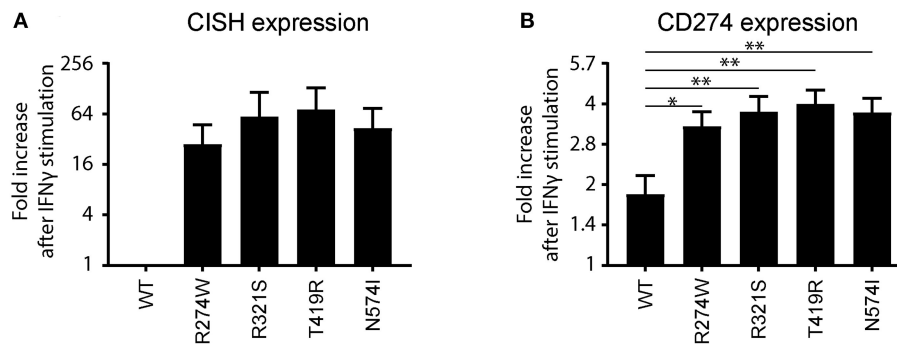 A
CISH expression
Fold increase
after IFNγ stimulation
256
64
16
4
1
WT
R274W
R321S
T419R
N574I
B
CD274 expression
Fold increase
after IFNγ stimulation
5.7
4
2.8
2
1.4
1
**
**
**
*
WT
R274W
R321S
T419R
N574I